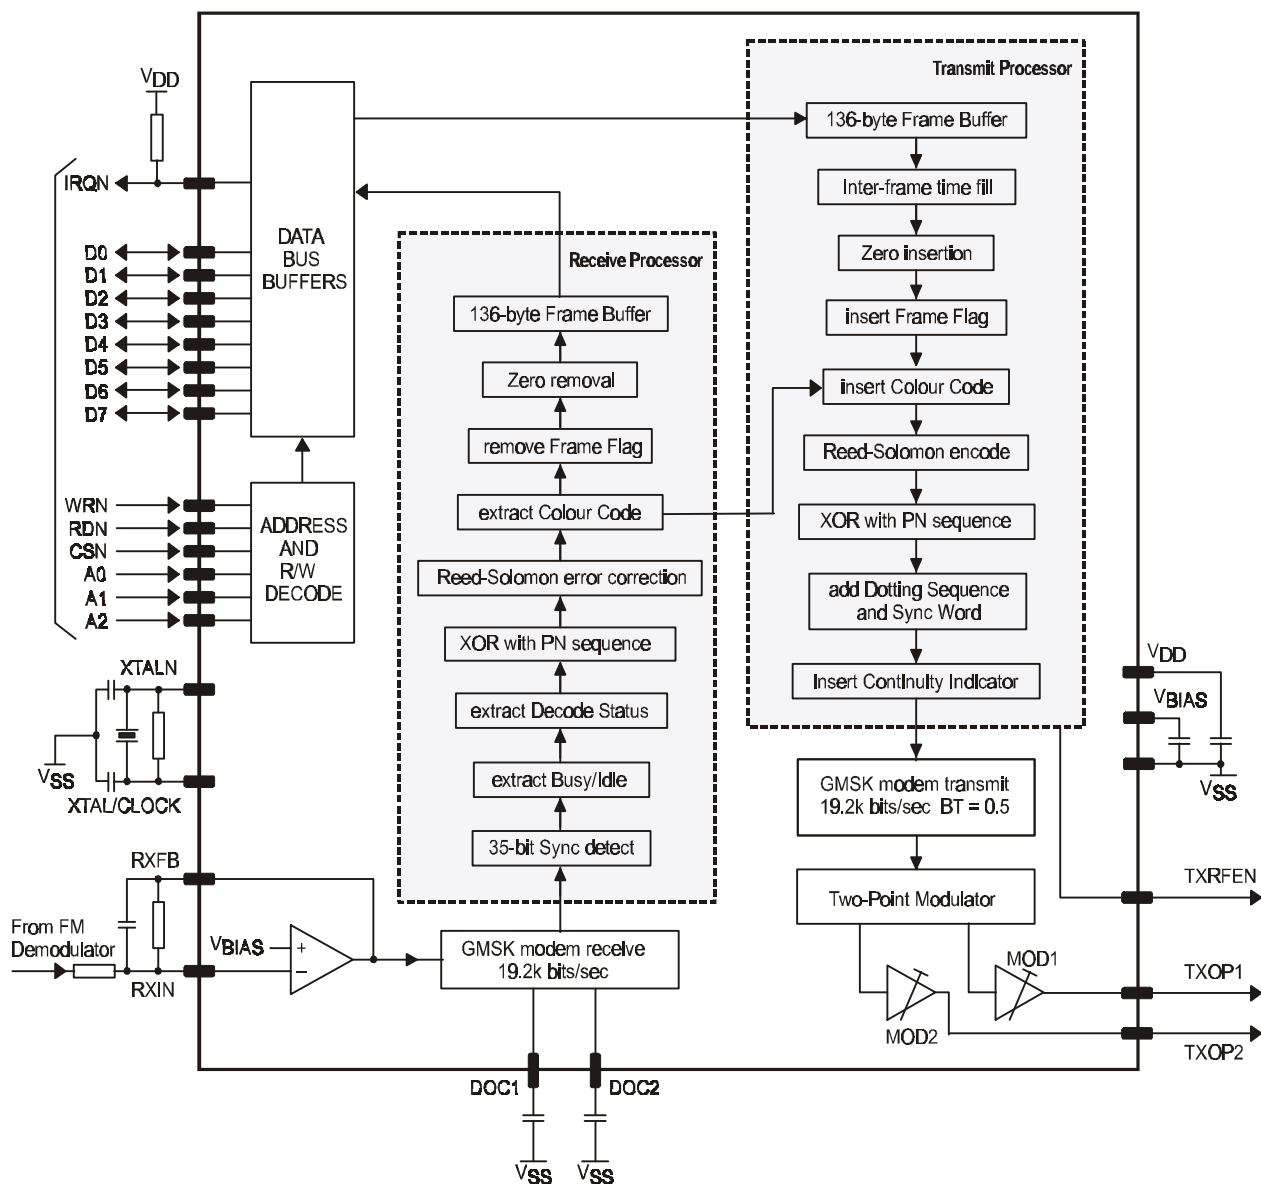 Transmit Processor
136-byte Frame Buffer
Inter-frame time fill
Zero insertion
insert Frame Flag
insert Colour Code
Reed-Solomon encode
XOR with PN sequence
add Dotting Sequence
and Sync Word
Insert Continuity Indicator
GMSK modem transmit
19.2k bits/sec BT = 0.5
Two-Point Modulator
MOD1
MOD2
VDD
IRQN
D0
D1
D2
D3
D4
D5
D6
D7
DATA
BUS
BUFFERS
WRN
RDN
CSN
A0
A1
A2
ADDRESS
AND
R/W
DECODE
XTALN
VSS
XTAL/CLOCK
RXFB
From FM
Demodulator
RXIN
VBIAS
+
−
Receive Processor
136-byte Frame Buffer
Zero removal
remove Frame Flag
extract Colour Code
Reed-Solomon error correction
XOR with PN sequence
extract Decode Status
extract Busy/Idle
35-bit Sync detect
GMSK modem receive
19.2k bits/sec
DOC1
DOC2
VSS
VSS
VDD
VBIAS
VSS
TXRFEN
TXOP1
TXOP2